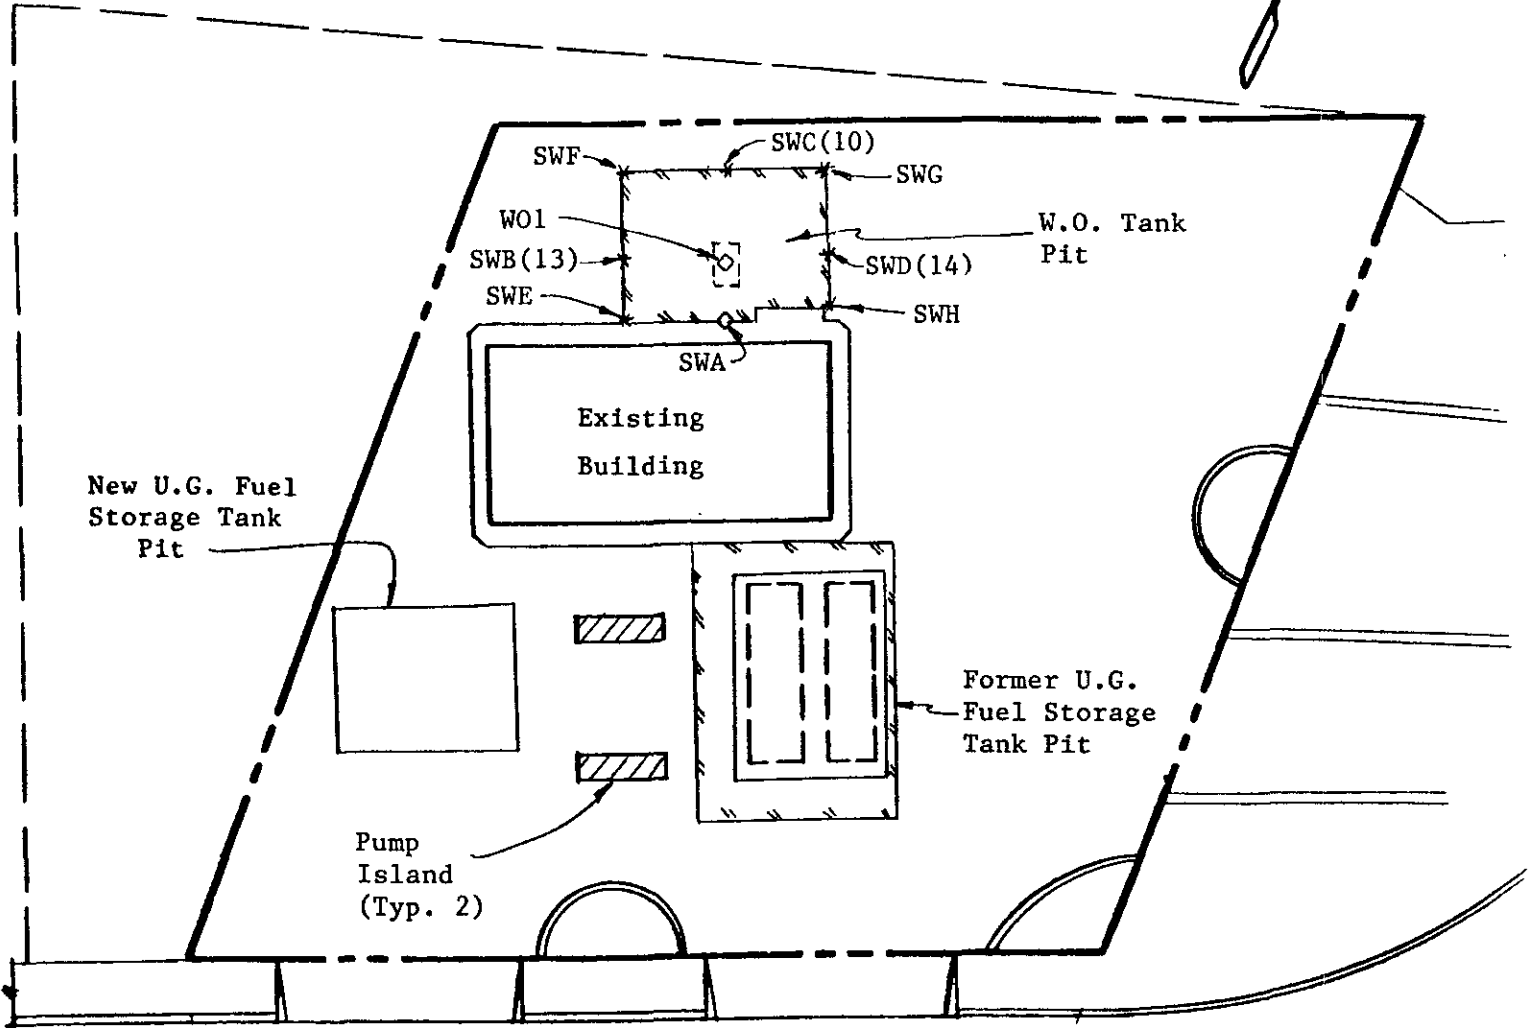 SWC(10)
SWF
SWG
WO1
W.O. Tank
Pit
SWB(13)
SWD(14)
SWE
SWH
SWA
Existing
Building
New U.G. Fuel
Storage Tank
Pit
Former U.G.
Fuel Storage
Tank Pit
Pump
Island
(Typ. 2)